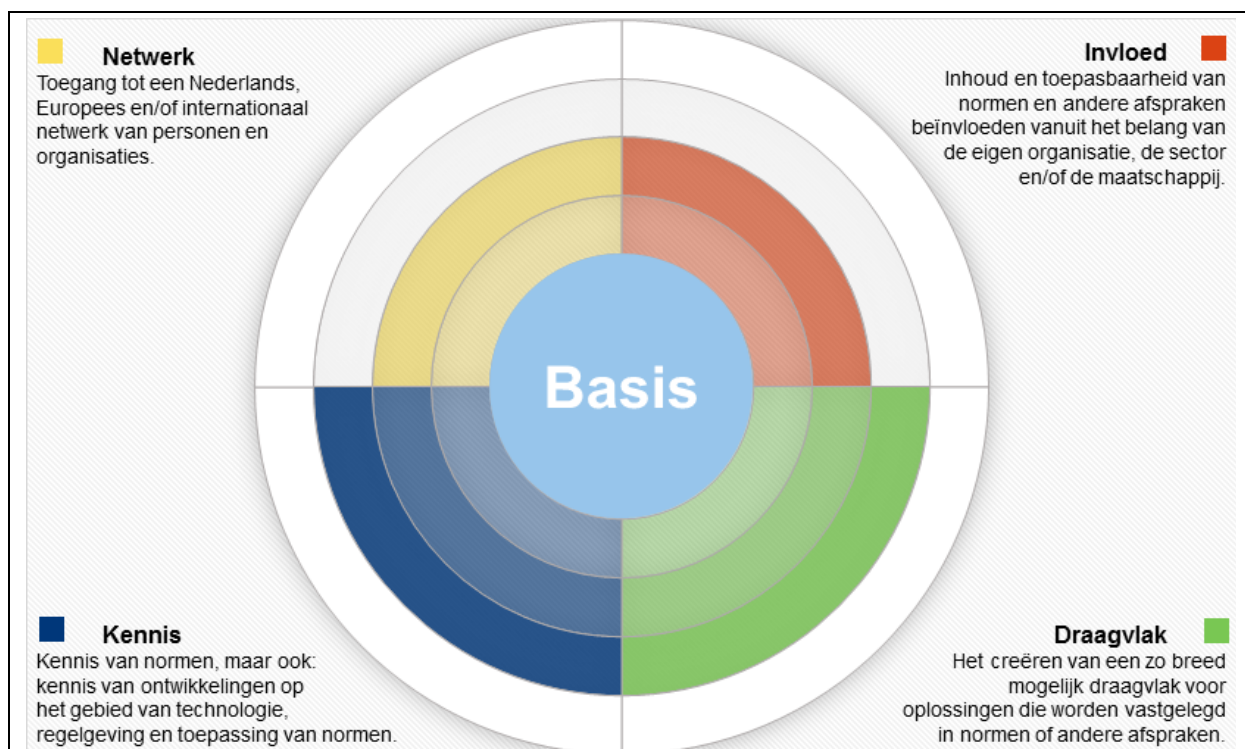 Netwerk
Toegang tot een Nederlands,
Europees en/of internationaal
netwerk van personen en
organisaties.
Invloed
Inhoud en toepasbaarheid van
normen en andere afspraken
beïnvloeden vanuit het belang van
de eigen organisatie, de sector
en/of de maatschappij.
Basis
Kennis
Kennis van normen, maar ook:
kennis van ontwikkelingen op
het gebied van technologie,
regelgeving en toepassing van normen.
Draagvlak
Het creëren van een zo breed
mogelijk draagvlak voor
oplossingen die worden vastgelegd
in normen of andere afspraken.